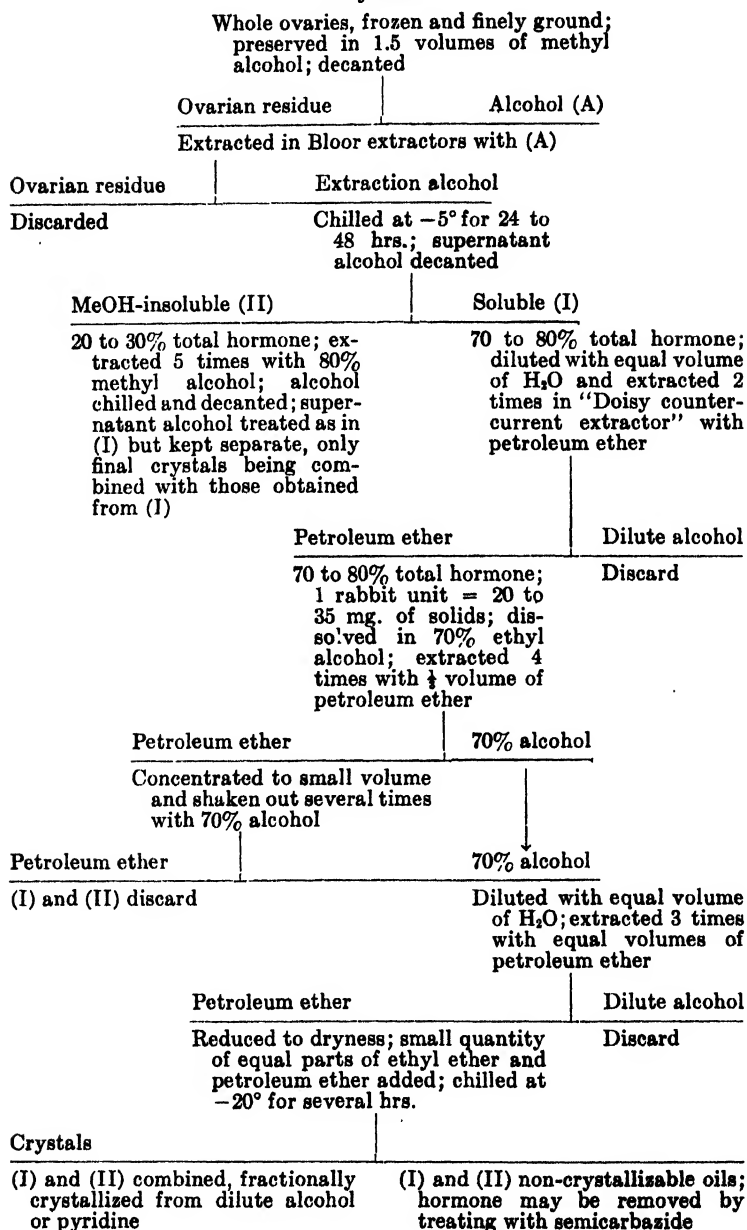 Whole ovaries, frozen and finely ground;
preserved in 1.5 volumes of methyl
alcohol; decanted
Ovarian residue Alcohol (A)
Extracted in Bloor extractors with (A)
Ovarian residue Extraction alcohol
Discarded
Chilled at −5° for 24 to
48 hrs.; supernatant
alcohol decanted
MeOH-insoluble (II) Soluble (I)
20 to 30% total hormone; ex-
tracted 5 times with 80%
methyl alcohol; alcohol
chilled and decanted; super-
natant alcohol treated as in
(I) but kept separate, only
final crystals being com-
bined with those obtained
from (I)
70 to 80% total hormone;
diluted with equal volume
of H₂O and extracted 2
times in "Doisy counter-
current extractor" with
petroleum ether
Petroleum ether Dilute alcohol
70 to 80% total hormone;
1 rabbit unit = 20 to
35 mg. of solids; dis-
solved in 70% ethyl
alcohol; extracted 4
times with volume of
petroleum ether
Discard
Petroleum ether 70% alcohol
Concentrated to small volume
and shaken out several times
with 70% alcohol
Petroleum ether 70% alcohol
(I) and (II) discard
Diluted with equal volume
of H₂O; extracted 3 times
with equal volumes of
petroleum ether
Petroleum ether Dilute alcohol
Reduced to dryness; small quantity
of equal parts of ethyl ether and
petroleum ether added; chilled at
−20° for several hrs.
Discard
Crystals
(I) and (II) combined, fractionally
crystallized from dilute alcohol
or pyridine
(I) and (II) non-crystallizable oils;
hormone may be removed by
treating with semicarbazide